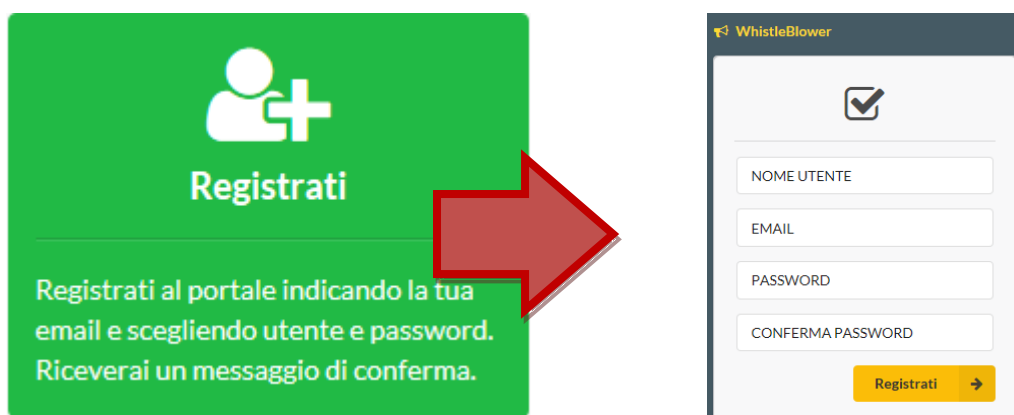 Registrati
Registrati al portale indicando la tua
email e scegliendo utente e password.
Riceverai un messaggio di conferma.
WhistleBlower
NOME UTENTE
EMAIL
PASSWORD
CONFERMA PASSWORD
Registrati